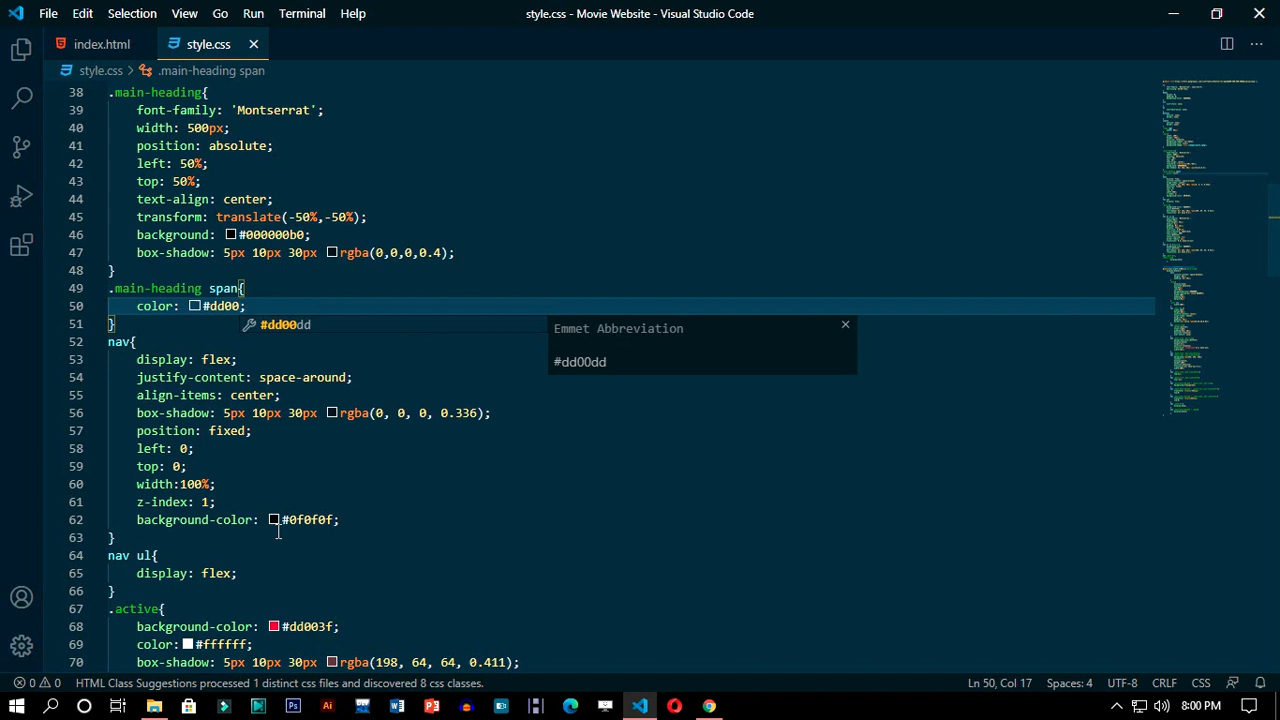 File Edit Selection View Go Run Terminal Help style.css - Movie Website - Visual Studio Code
index.html style.css
style.css > .main-heading span
38 .main-heading{
39 font-family: 'Montserrat';
40 width: 500px;
41 position: absolute;
42 left: 50%;
43 top: 50%;
44 text-align: center;
45 transform: translate(-50%,-50%);
46 background: #000000b0;
47 box-shadow: 5px 10px 30px rgba(0,0,0,0.4);
48 }
49 .main-heading span{
50 color: #dd00;
51 }
#dd00dd
Emmet Abbreviation
#dd00dd
52 nav{
53 display: flex;
54 justify-content: space-around;
55 align-items: center;
56 box-shadow: 5px 10px 30px rgba(0, 0, 0, 0.336);
57 position: fixed;
58 left: 0;
59 top: 0;
60 width:100%;
61 z-index: 1;
62 background-color: #0f0f0f;
63 }
64 nav ul{
65 display: flex;
66 }
67 .active{
68 background-color: #dd003f;
69 color: #ffffff;
70 box-shadow: 5px 10px 30px rgba(198, 64, 64, 0.411);
0 0 HTML Class Suggestions processed 1 distinct css files and discovered 8 css classes. Ln 50, Col 17 Spaces: 4 UTF-8 CRLF CSS
8:00 PM